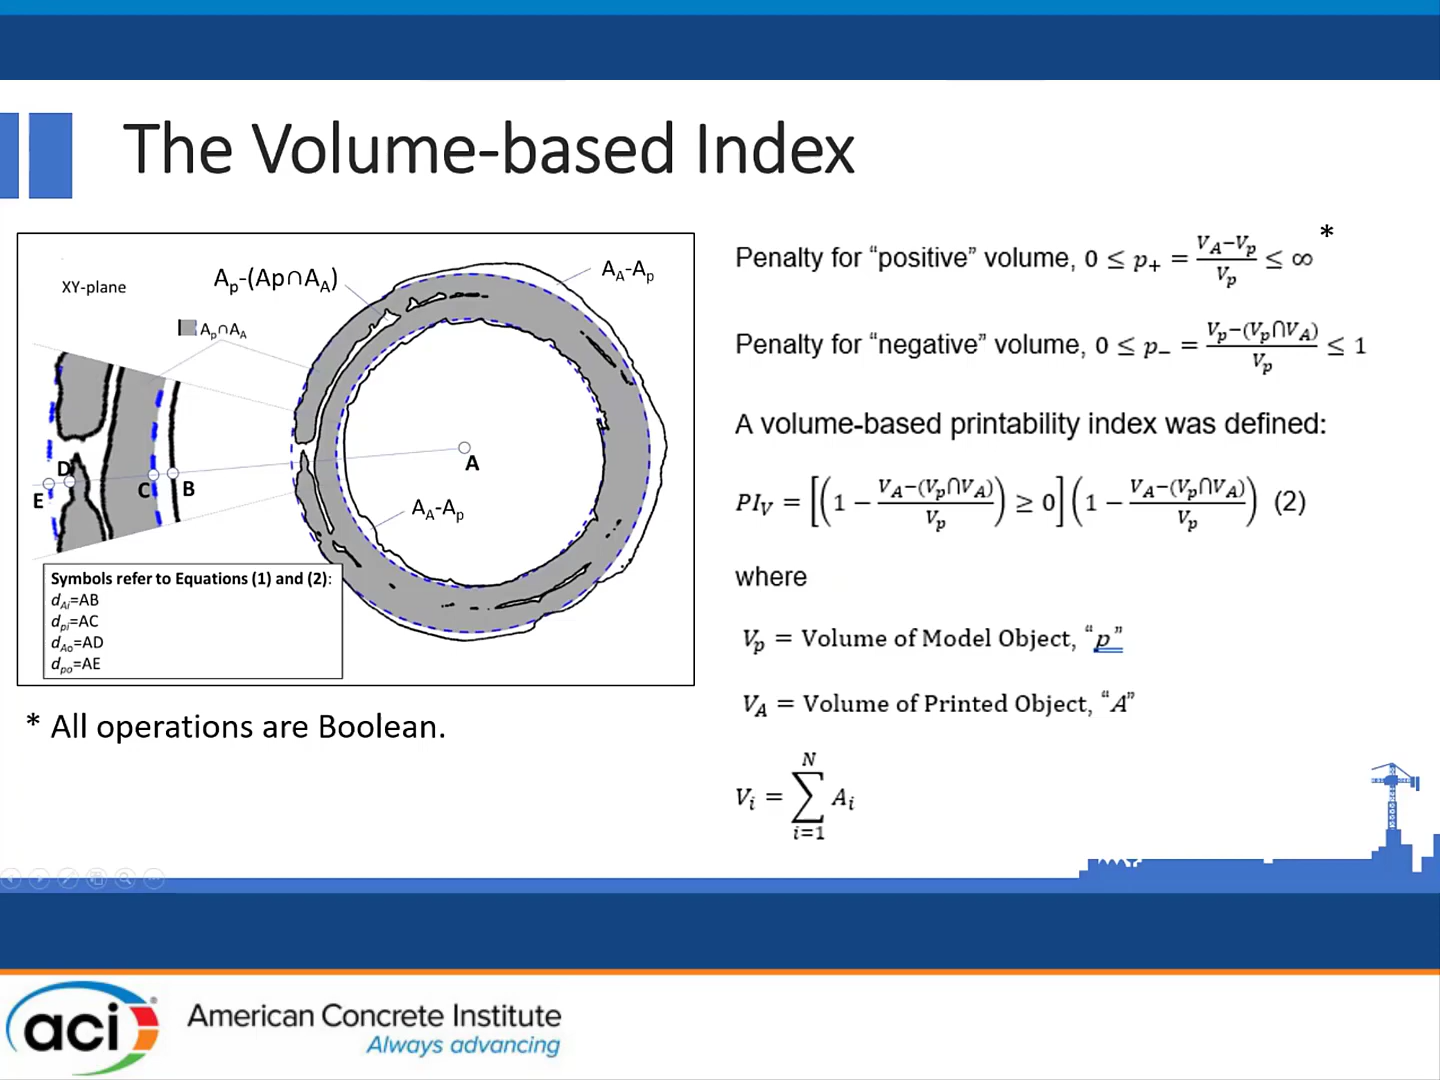 The Volume-based Index
XY-plane
A_p-(Ap∩A_A)
A_A-A_p
A_p∩A_A
D
E
C
B
A
A_A-A_p
Symbols refer to Equations (1) and (2):
d_Ai=AB
d_pi=AC
d_Ao=AD
d_po=AE
* All operations are Boolean.
Penalty for “positive” volume, 0 ≤ p₊ = (V_A−V_p)/V_p ≤ ∞ *
Penalty for “negative” volume, 0 ≤ p₋ = (V_p−(V_p⋂V_A))/V_p ≤ 1
A volume-based printability index was defined:
PI_V = [(1 − (V_A−(V_p⋂V_A))/V_p) ≥ 0](1 − (V_A−(V_p⋂V_A))/V_p) (2)
where
V_p = Volume of Model Object, “p”
V_A = Volume of Printed Object, “A”
V_i = ∑_{i=1}^{N} A_i
aci
American Concrete Institute
Always advancing